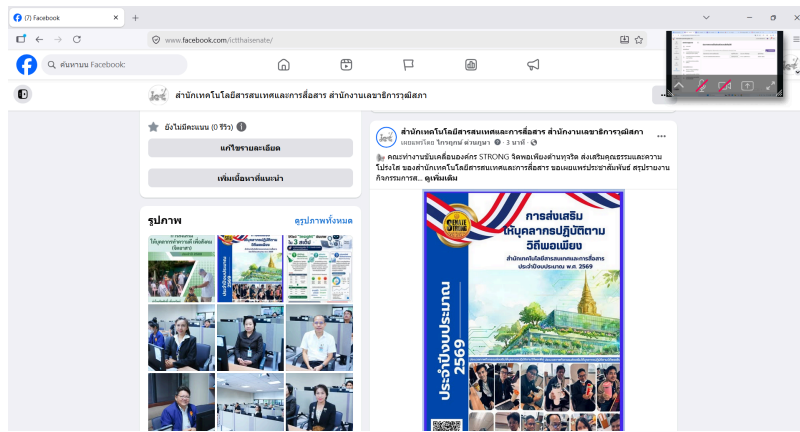 (7) Facebook
www.facebook.com/ictthaisenate/
ค้นหาบน Facebook
สำนักเทคโนโลยีสารสนเทศและการสื่อสาร สำนักงานเลขาธิการวุฒิสภา
ยังไม่มีคะแนน (0 รีวิว)
แก้ไขรายละเอียด
เพิ่มเนื้อหาที่แนะนำ
รูปภาพ
ดูรูปภาพทั้งหมด
สำนักเทคโนโลยีสารสนเทศและการสื่อสาร สำนักงานเลขาธิการวุฒิสภา
เผยแพร่โดย ไกรฤกษ์ ด่วนภูษา · 3 นาที ·
คณะทำงานขับเคลื่อนองค์กร STRONG จิตพอเพียงต้านทุจริต ส่งเสริมคุณธรรมและความ
โปร่งใส ของสำนักเทคโนโลยีสารสนเทศและการสื่อสาร ขอเผยแพร่ประชาสัมพันธ์ สรุปรายงาน
กิจกรรมการส... ดูเพิ่มเติม
การส่งเสริม
ให้บุคลากรปฏิบัติตาม
วิถีพอเพียง
สำนักเทคโนโลยีสารสนเทศและการสื่อสาร
ประจำปีงบประมาณ พ.ศ. 2569
SENATE
STRONG
ประจำปีงบประมาณ
2569